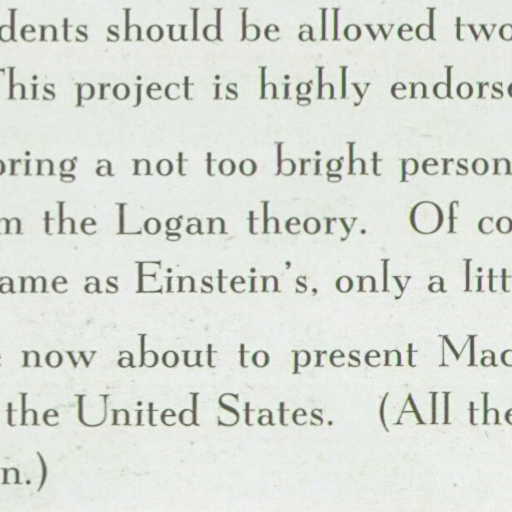 dents should be allowed two
This project is highly endorse
oring a not too bright person
m the Logan theory. Of co
ame as Einstein's, only a litt
now about to present Mac
the United States. (All the
n.)